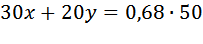 30x + 20y = 0,68 · 50